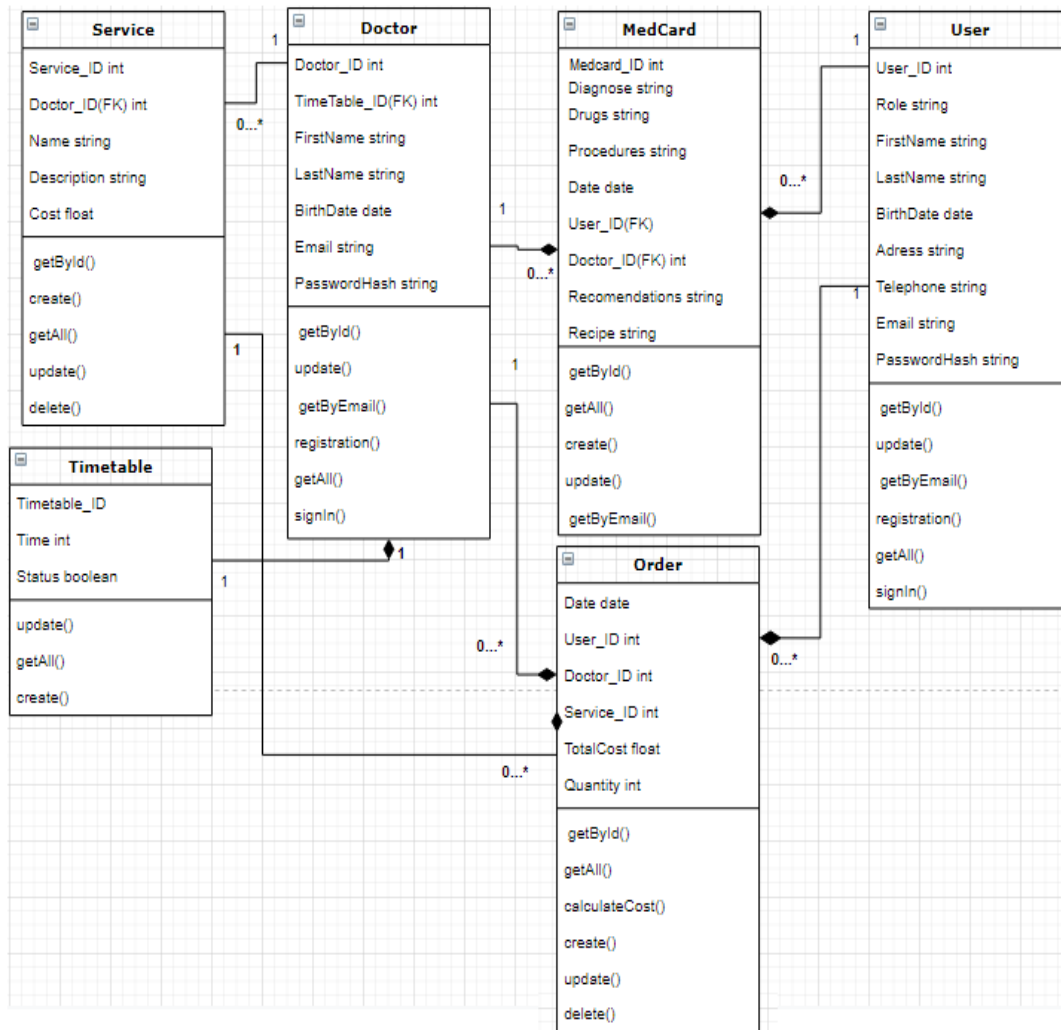 Service
Service_ID int
Doctor_ID(FK) int
Name string
Description string
Cost float
getById()
create()
getAll()
update()
delete()
1
0...*
1
Doctor
Doctor_ID int
TimeTable_ID(FK) int
FirstName string
LastName string
BirthDate date
Email string
PasswordHash string
getById()
update()
getByEmail()
registration()
getAll()
signIn()
1
0...*
1
0...*
MedCard
Medcard_ID int
Diagnose string
Drugs string
Procedures string
Date date
User_ID(FK)
Doctor_ID(FK) int
Recomendations string
Recipe string
getById()
getAll()
create()
update()
getByEmail()
1
0...*
1
0...*
User
User_ID int
Role string
FirstName string
LastName string
BirthDate date
Adress string
Telephone string
Email string
PasswordHash string
getById()
update()
getByEmail()
registration()
getAll()
signIn()
Timetable
Timetable_ID
Time int
Status boolean
update()
getAll()
create()
1
1
0...*
Order
Date date
User_ID int
Doctor_ID int
Service_ID int
TotalCost float
Quantity int
getById()
getAll()
calculateCost()
create()
update()
delete()